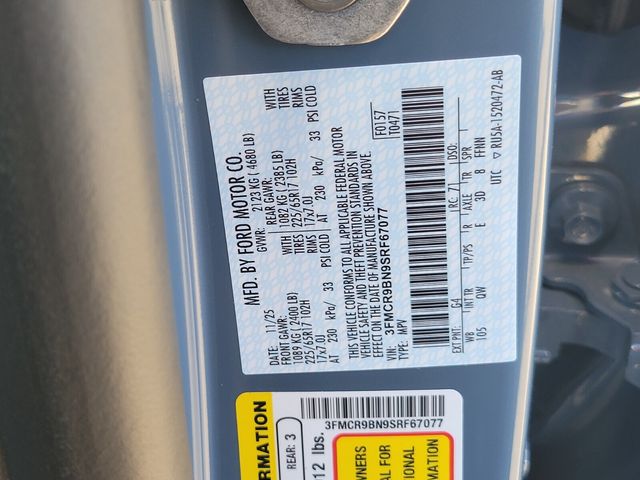 MFD. BY FORD MOTOR CO.
DATE: 11/25 GVWR: 2123 KG ( 4680 LB)
FRONT GAWR: REAR GAWR:
1089 KG ( 2400 LB) WITH 1082 KG ( 2385 LB) WITH
225/65R17 102H TIRES 225/65R17 102H TIRES
17x7.0J RIMS 17x7.0J RIMS
AT 230 kPa/ 33 PSI COLD AT 230 kPa/ 33 PSI COLD
THIS VEHICLE CONFORMS TO ALL APPLICABLE FEDERAL MOTOR
VEHICLE SAFETY AND THEFT PREVENTION STANDARDS IN
EFFECT ON THE DATE OF MANUFACTURE SHOWN ABOVE.
VIN: 3FMCR9BN9SRF67077
TYPE: MPV
F0157
T0471
EXT PNT: G4 RC: 71 DSO:
WB INT TR TP/PS R AXLE TR SPR
105 QW E 3D 8 FFNN
UTC ▽ RU5A-1520472-AB
3FMCR9BN9SRF67077
RMATION
REAR: 3
12 lbs.
WNERS
AL FOR
IONAL
MATION